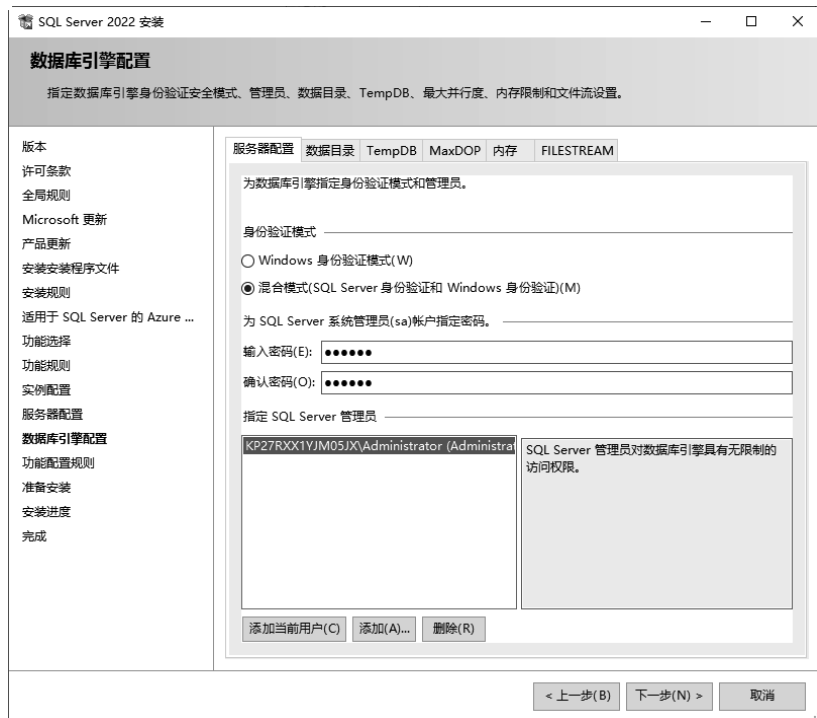 SQL Server 2022 安装
数据库引擎配置
指定数据库引擎身份验证安全模式、管理员、数据目录、TempDB、最大并行度、内存限制和文件流设置。
版本
许可条款
全局规则
Microsoft 更新
产品更新
安装安装程序文件
安装规则
适用于 SQL Server 的 Azure ...
功能选择
功能规则
实例配置
服务器配置
数据库引擎配置
功能配置规则
准备安装
安装进度
完成
服务器配置 数据目录 TempDB MaxDOP 内存 FILESTREAM
为数据库引擎指定身份验证模式和管理员。
身份验证模式
Windows 身份验证模式(W)
混合模式(SQL Server 身份验证和 Windows 身份验证)(M)
为 SQL Server 系统管理员(sa)帐户指定密码。
输入密码(E): ●●●●●●
确认密码(O): ●●●●●●
指定 SQL Server 管理员
KP27RXX1YJM05JX\Administrator (Administrat
SQL Server 管理员对数据库引擎具有无限制的
访问权限。
添加当前用户(C) 添加(A)... 删除(R)
< 上一步(B) 下一步(N) > 取消